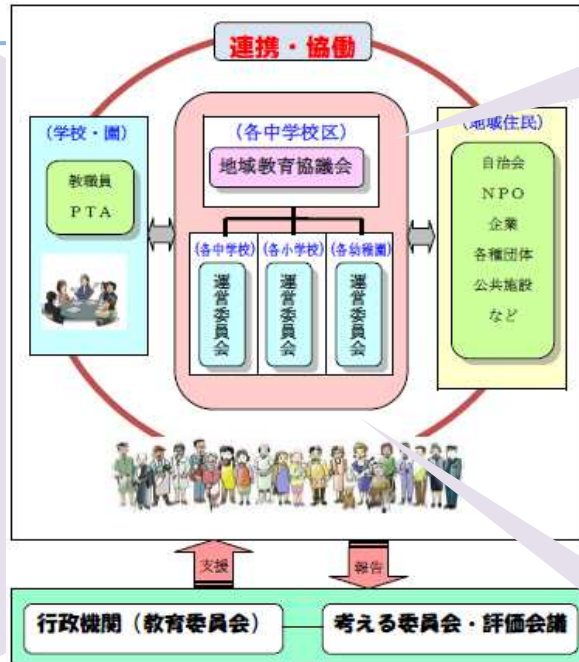 連携・協働
(学校・園)
教職員
PTA
(各中学校区)
地域教育協議会
(各中学校)
運営委員会
(各小学校)
運営委員会
(各幼稚園)
運営委員会
(地域住民)
自治会
NPO
企業
各種団体
公共施設
など
支援
報告
行政機関(教育委員会)
考える委員会・評価会議